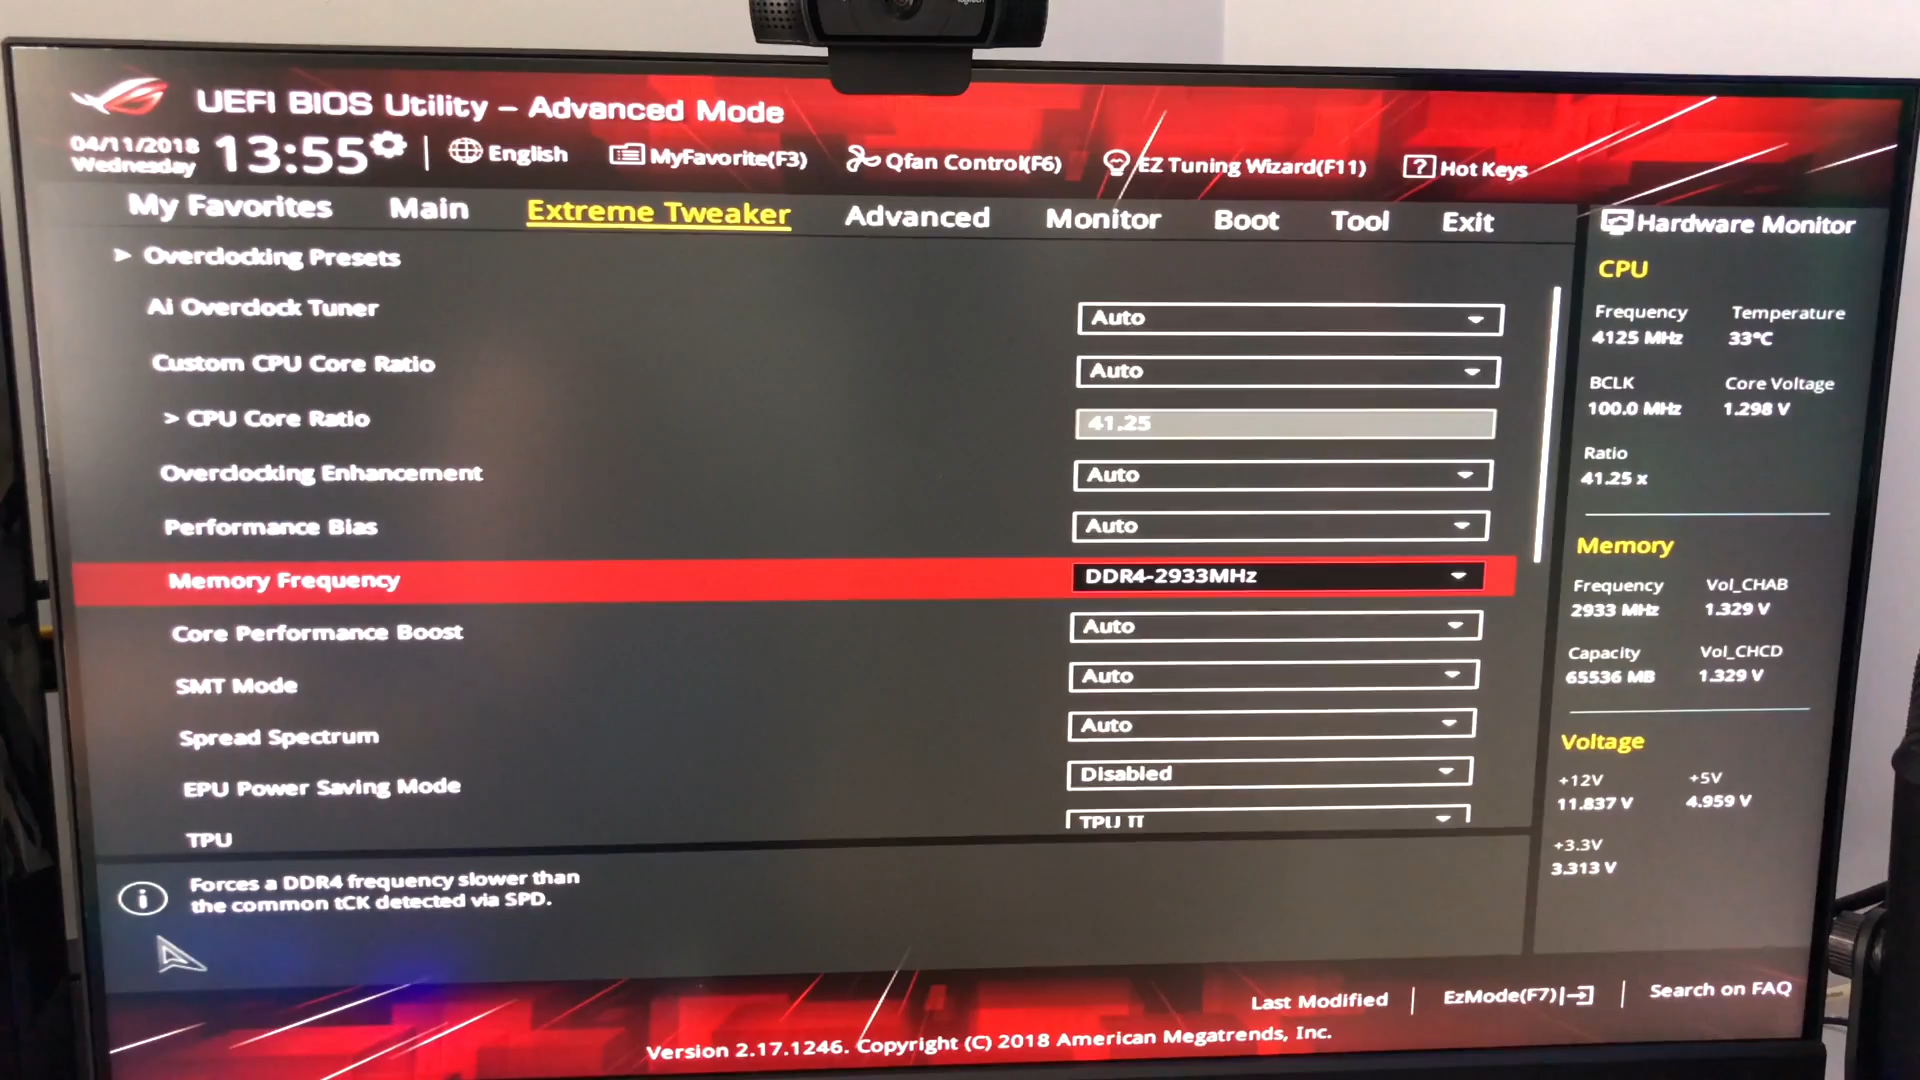 UEFI BIOS Utility – Advanced Mode
04/11/2018
Wednesday
13:55
English
MyFavorite(F3)
Qfan Control(F6)
EZ Tuning Wizard(F11)
? Hot Keys
My Favorites Main Extreme Tweaker Advanced Monitor Boot Tool Exit
Overclocking Presets
Ai Overclock Tuner Auto
Custom CPU Core Ratio Auto
> CPU Core Ratio 41.25
Overclocking Enhancement Auto
Performance Bias Auto
Memory Frequency DDR4-2933MHz
Core Performance Boost Auto
SMT Mode Auto
Spread Spectrum Auto
EPU Power Saving Mode Disabled
TPU TPU II
Forces a DDR4 frequency slower than
the common tCK detected via SPD.
Hardware Monitor
CPU
Frequency Temperature
4125 MHz 33°C
BCLK Core Voltage
100.0 MHz 1.298 V
Ratio
41.25 x
Memory
Frequency Vol_CHAB
2933 MHz 1.329 V
Capacity Vol_CHCD
65536 MB 1.329 V
Voltage
+12V +5V
11.837 V 4.959 V
+3.3V
3.313 V
Last Modified
EzMode(F7)
Search on FAQ
Version 2.17.1246. Copyright (C) 2018 American Megatrends, Inc.